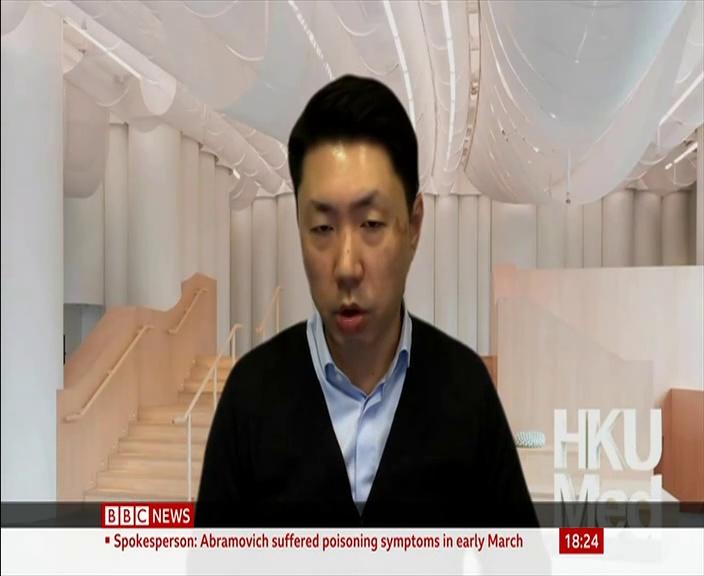 HKU
Med
BBC NEWS
Spokesperson: Abramovich suffered poisoning symptoms in early March
18:24